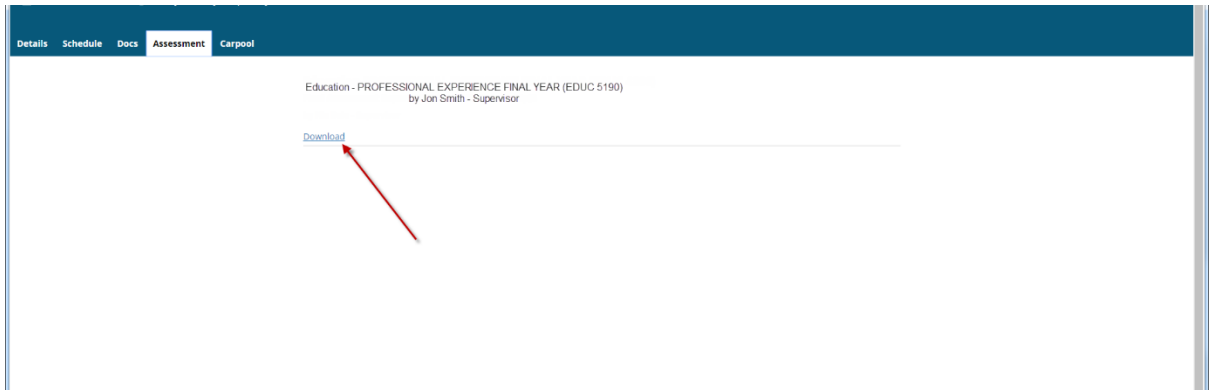 Details Schedule Docs Assessment Carpool
Education - PROFESSIONAL EXPERIENCE FINAL YEAR (EDUC 5190)
by Jon Smith - Supervisor
Download